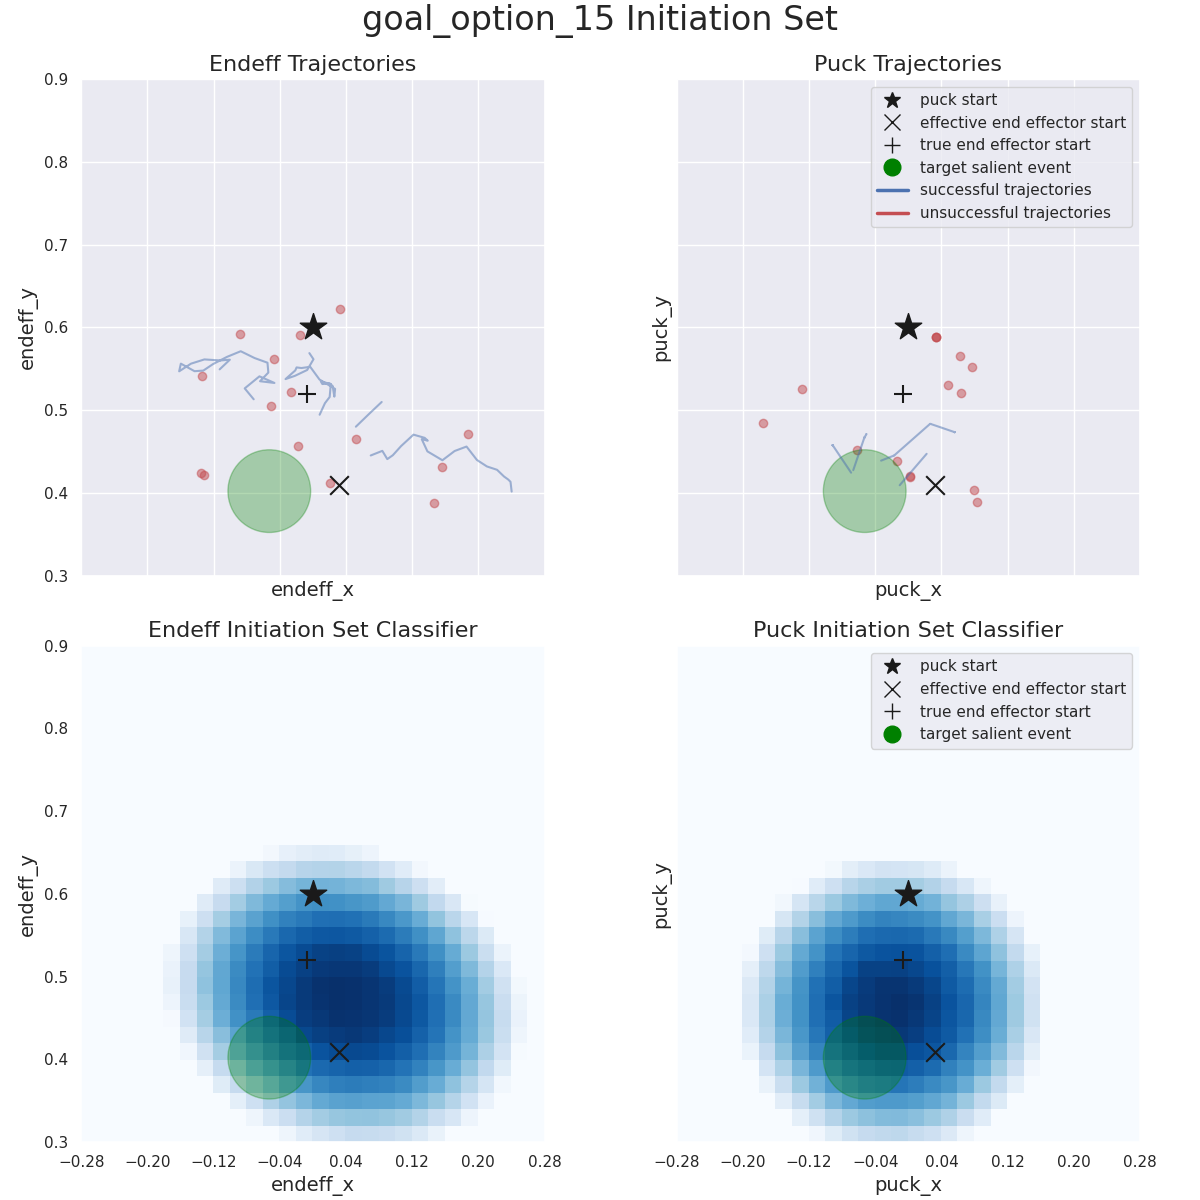 goal_option_15 Initiation Set
Endeff Trajectories
0.9
0.8
0.7
0.6
0.5
0.4
0.3
endeff_y
endeff_x
Puck Trajectories
puck start
effective end effector start
true end effector start
target salient event
successful trajectories
unsuccessful trajectories
puck_y
puck_x
Endeff Initiation Set Classifier
0.9
0.8
0.7
0.6
0.5
0.4
0.3
endeff_y
−0.28 −0.20 −0.12 −0.04 0.04 0.12 0.20 0.28
endeff_x
Puck Initiation Set Classifier
puck start
effective end effector start
true end effector start
target salient event
puck_y
−0.28 −0.20 −0.12 −0.04 0.04 0.12 0.20 0.28
puck_x